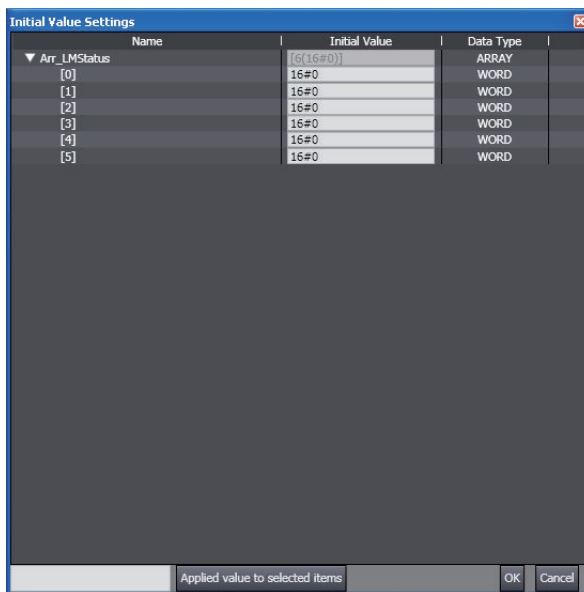 Initial Value Settings
Name Initial Value Data Type
Arr_LMStatus [6(16#0)] ARRAY
[0] 16#0 WORD
[1] 16#0 WORD
[2] 16#0 WORD
[3] 16#0 WORD
[4] 16#0 WORD
[5] 16#0 WORD
Applied value to selected items OK Cancel